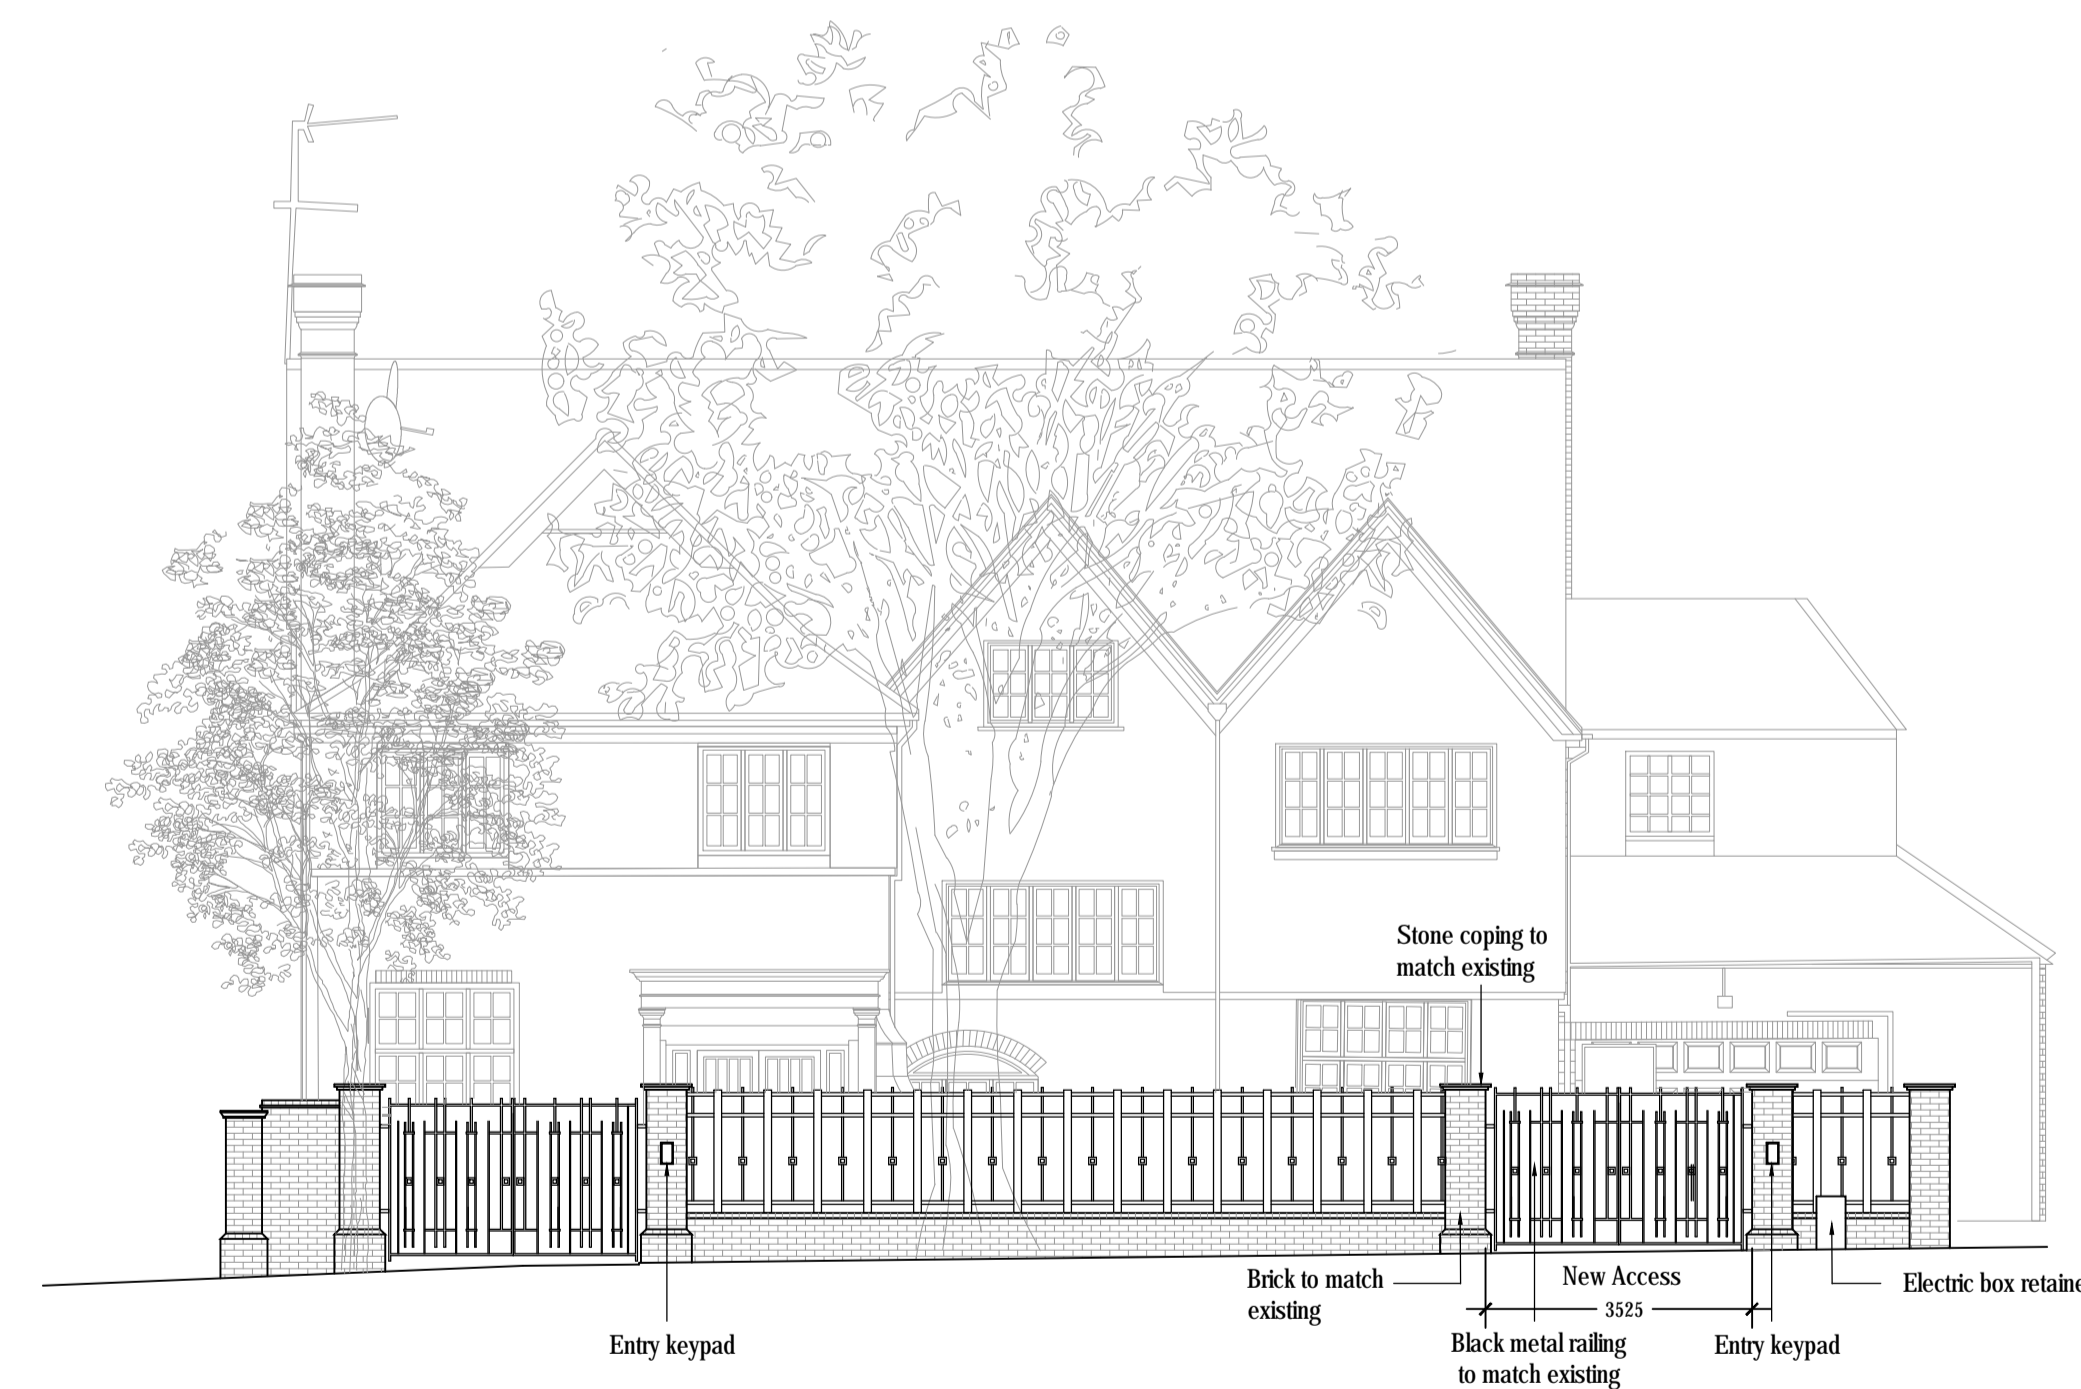 Stone coping to
match existing
Brick to match
existing
New Access
3525
Electric box retaine
Entry keypad
Black metal railing
to match existing
Entry keypad